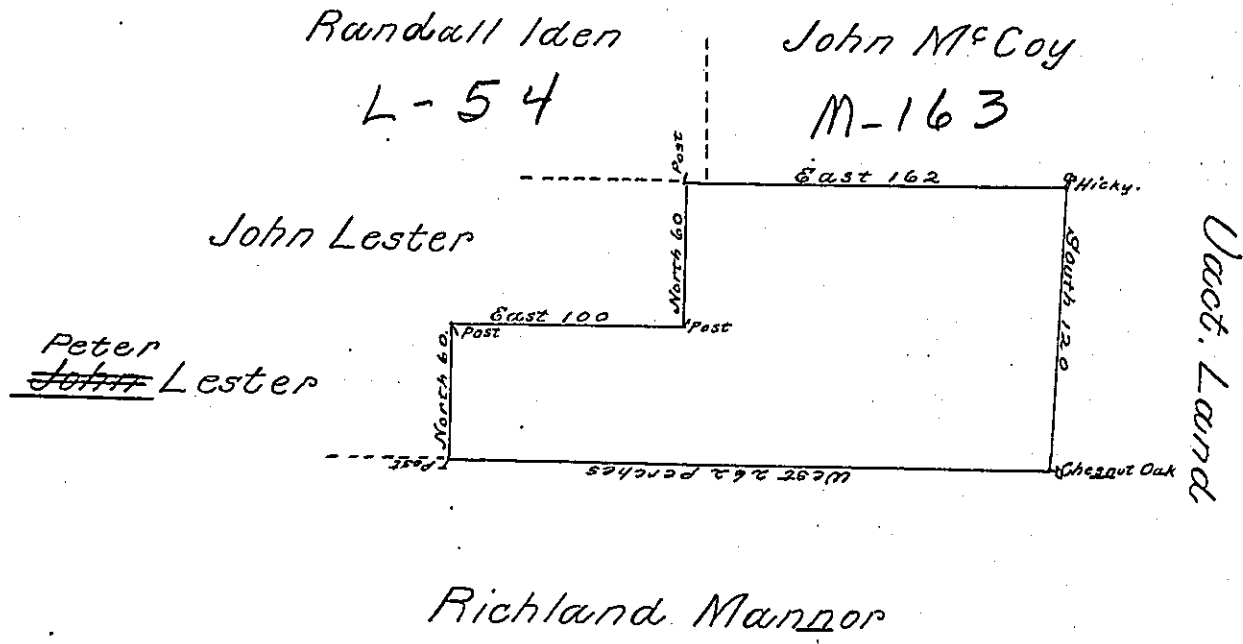 Randall Iden
L-54
John McCoy
M-163
Post
East 162
Hicky.
John Lester
North 60
South 120
Vact. Land
East 100
Post
Post
Peter
John Lester
North 60.
Post
West 262 perches
Chesnut Oak
Richland Mannor